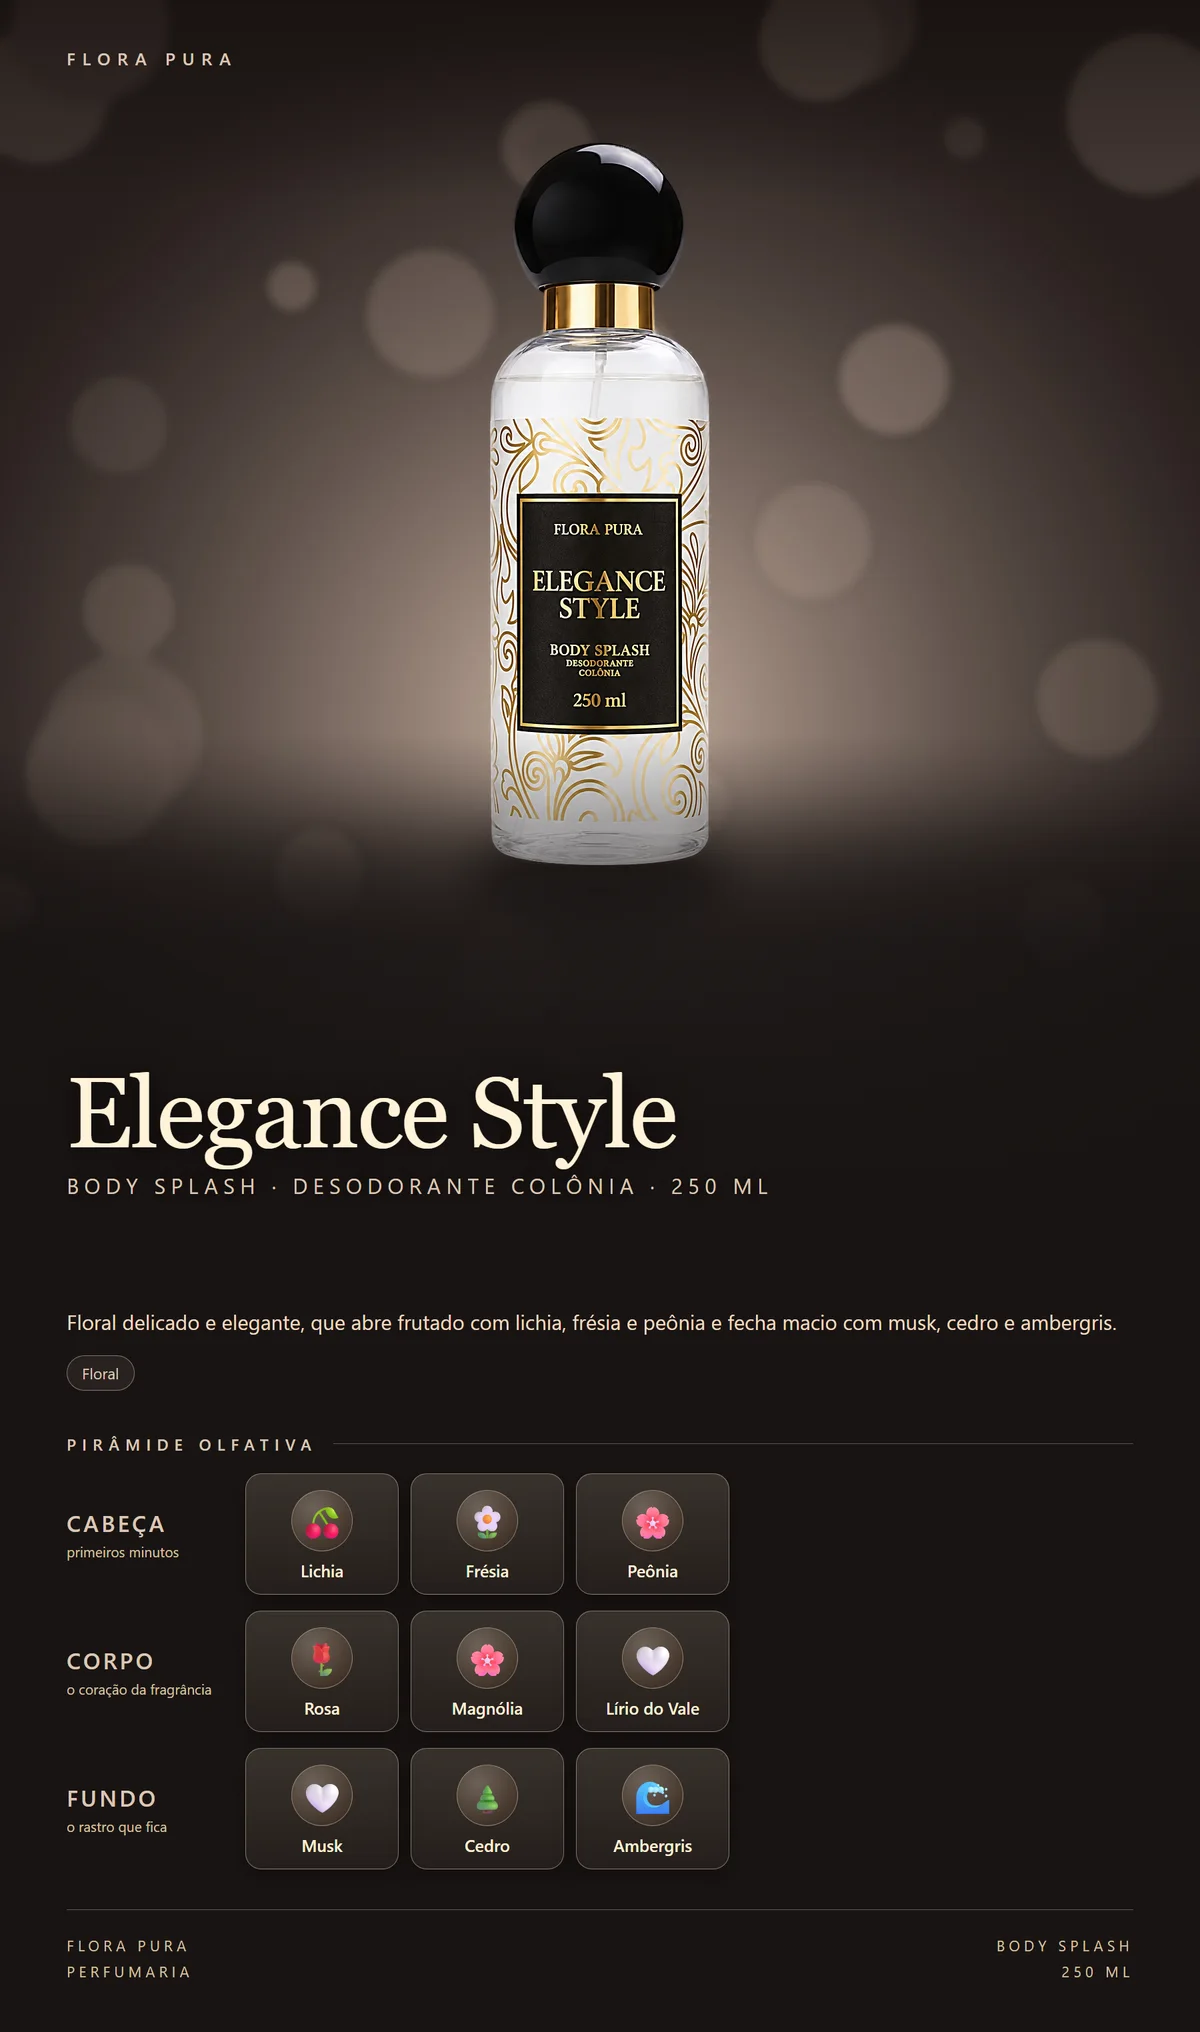 FLORA PURA
FLORA PURA
ELEGANCE
STYLE
BODY SPLASH
DESODORANTE
COLÔNIA
250 ml
Elegance Style
BODY SPLASH · DESODORANTE COLÔNIA · 250 ML
Floral delicado e elegante, que abre frutado com lichia, frésia e peônia e fecha macio com musk, cedro e ambergris.
Floral
PIRÂMIDE OLFATIVA
CABEÇA
primeiros minutos
Lichia
Frésia
Peônia
CORPO
o coração da fragrância
Rosa
Magnólia
Lírio do Vale
FUNDO
o rastro que fica
Musk
Cedro
Ambergris
FLORA PURA
PERFUMARIA
BODY SPLASH
250 ML